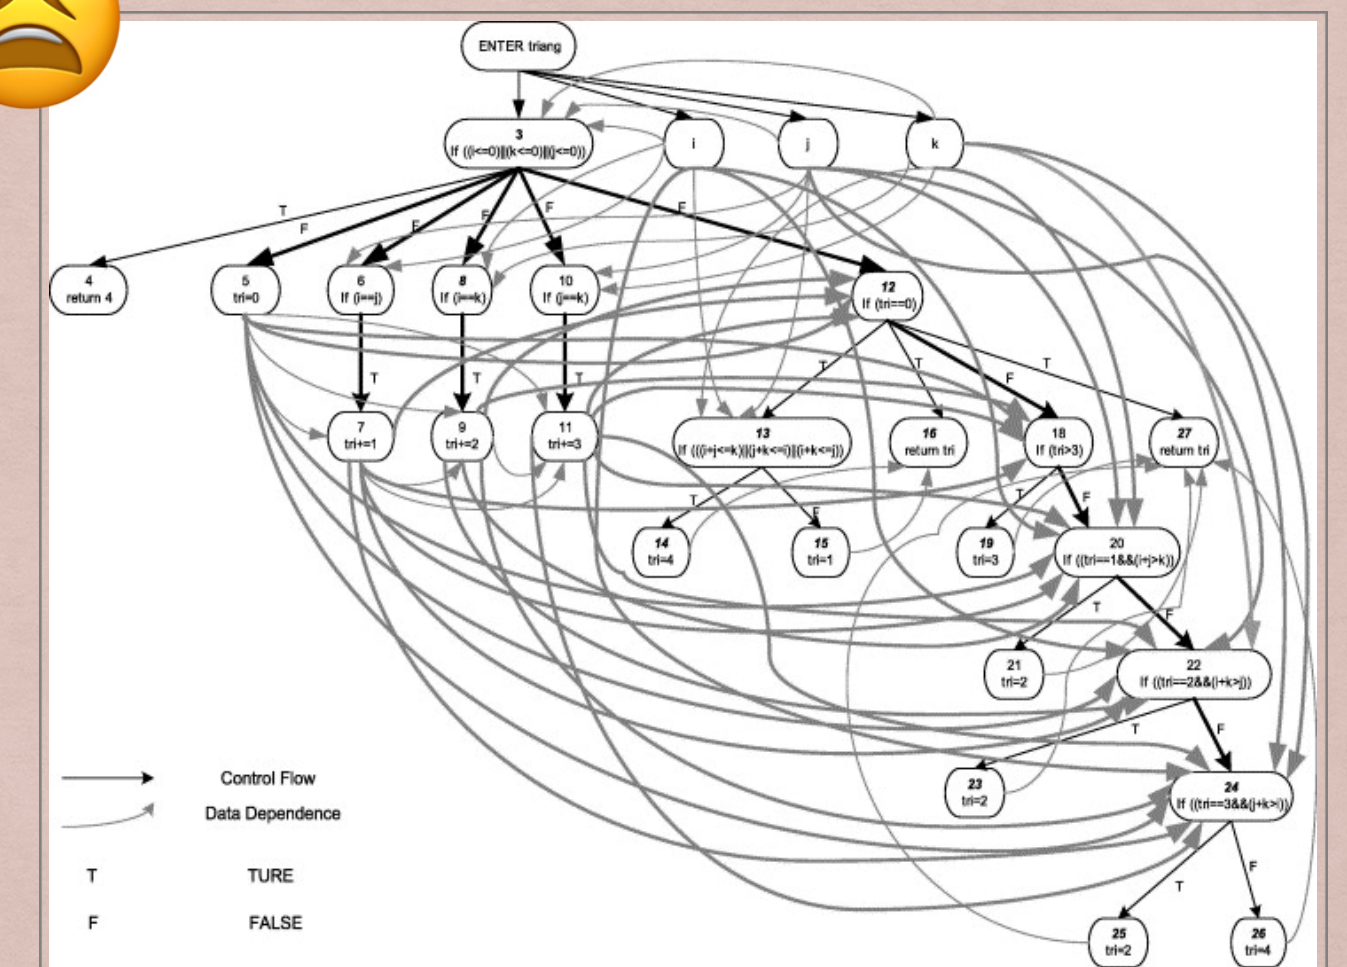 ENTER triang
3
If ((i<=0)||(k<=0)||(j<=0))
i
j
k
T
F
F
F
F
F
4
return 4
5
tri=0
6
If (i==j)
8
If (i==k)
10
If (j==k)
12
If (tri==0)
T
T
T
T
T
F
T
7
tri+=1
9
tri+=2
11
tri+=3
13
If (((i+j<=k)||(j+k<=i)||(i+k<=j))
16
return tri
18
If (tri>3)
27
return tri
T
F
T
F
14
tri=4
15
tri=1
19
tri=3
20
If ((tri==1&&(i+j>k))
T
F
21
tri=2
22
If ((tri==2&&(i+k>j))
T
F
23
tri=2
24
If ((tri==3&&(j+k>i))
T
F
25
tri=2
26
tri=4
Control Flow
Data Dependence
T TURE
F FALSE